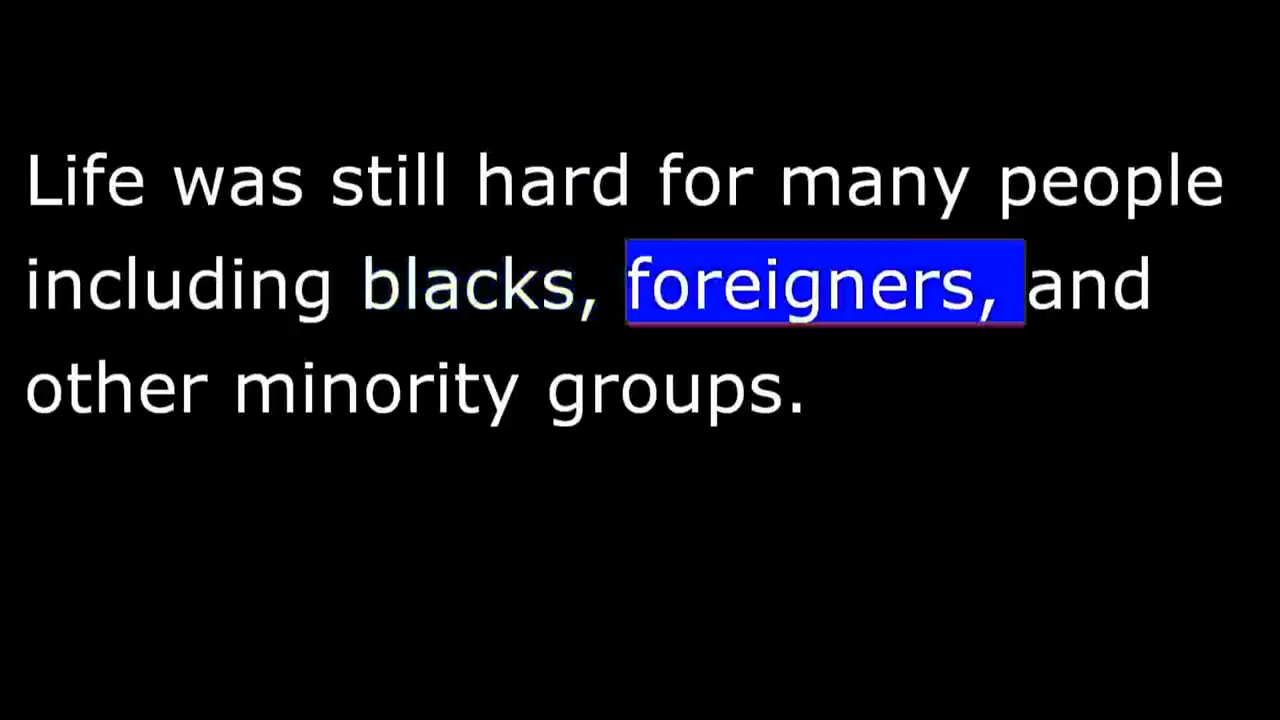 Life was still hard for many people
including blacks, foreigners, and
other minority groups.